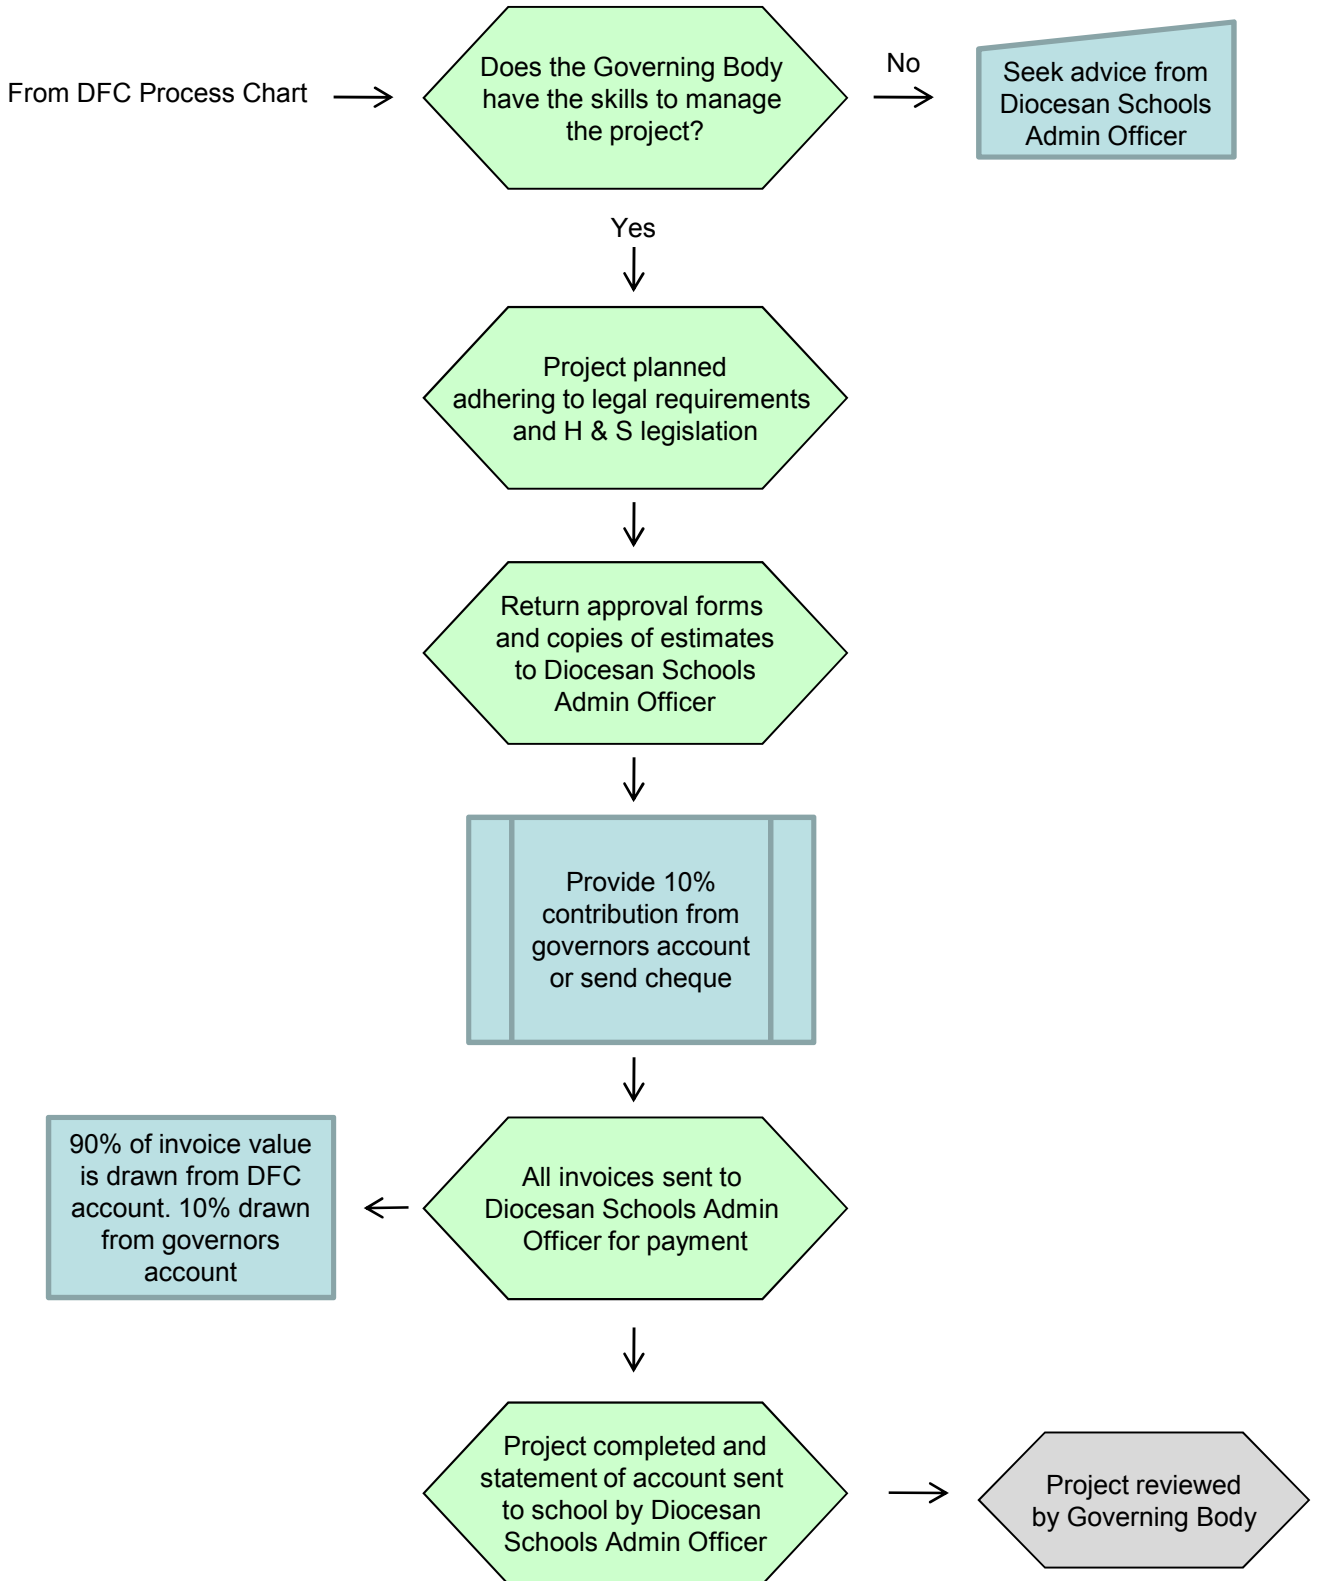 From DFC Process Chart
Does the Governing Body
have the skills to manage
the project?
No
Seek advice from
Diocesan Schools
Admin Officer
Yes
Project planned
adhering to legal requirements
and H & S legislation
Return approval forms
and copies of estimates
to Diocesan Schools
Admin Officer
Provide 10%
contribution from
governors account
or send cheque
90% of invoice value
is drawn from DFC
account. 10% drawn
from governors
account
All invoices sent to
Diocesan Schools Admin
Officer for payment
Project completed and
statement of account sent
to school by Diocesan
Schools Admin Officer
Project reviewed
by Governing Body